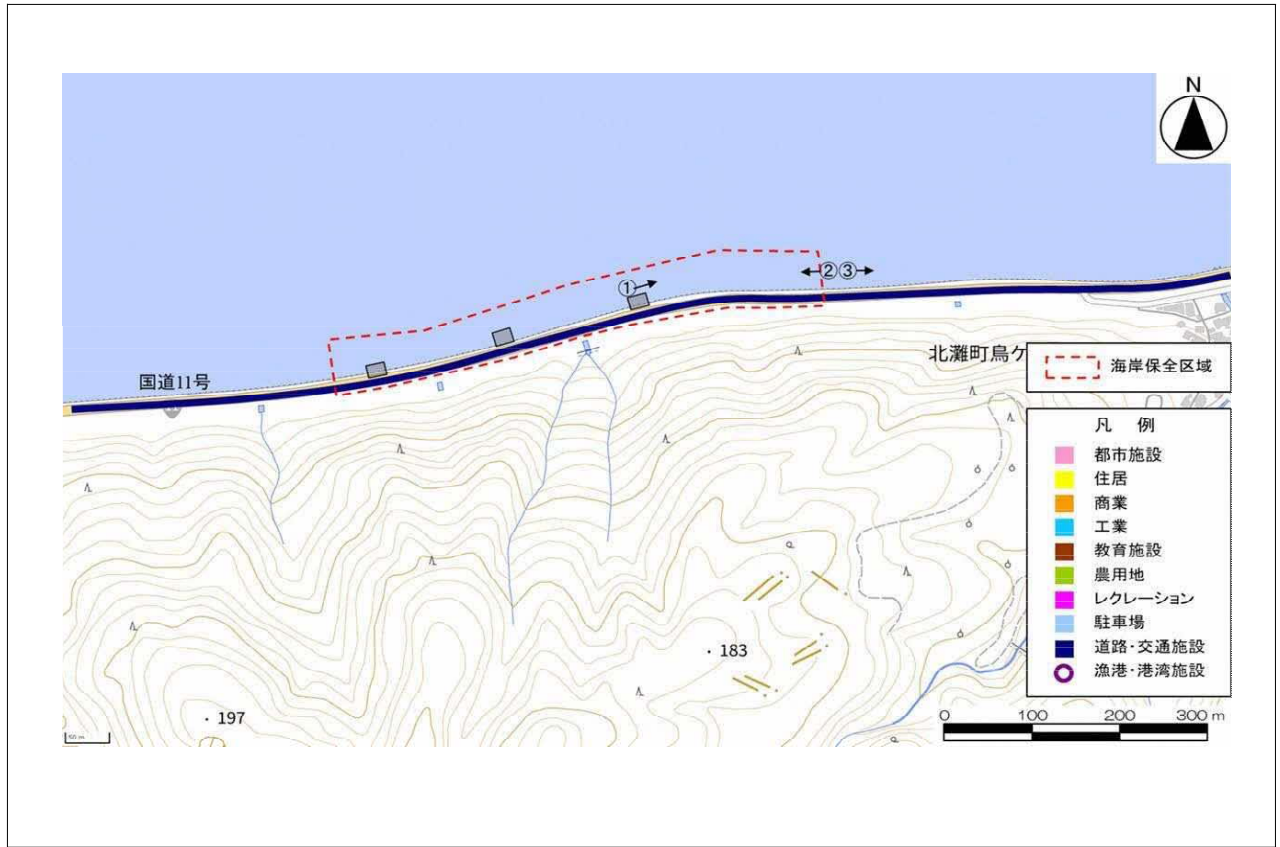 N
①
②③
国道11号
北灘町烏ケ
海岸保全区域
凡 例
都市施設
住居
商業
工業
教育施設
農用地
レクレーション
駐車場
道路・交通施設
漁港・港湾施設
183
197
0 100 200 300 m
50 m